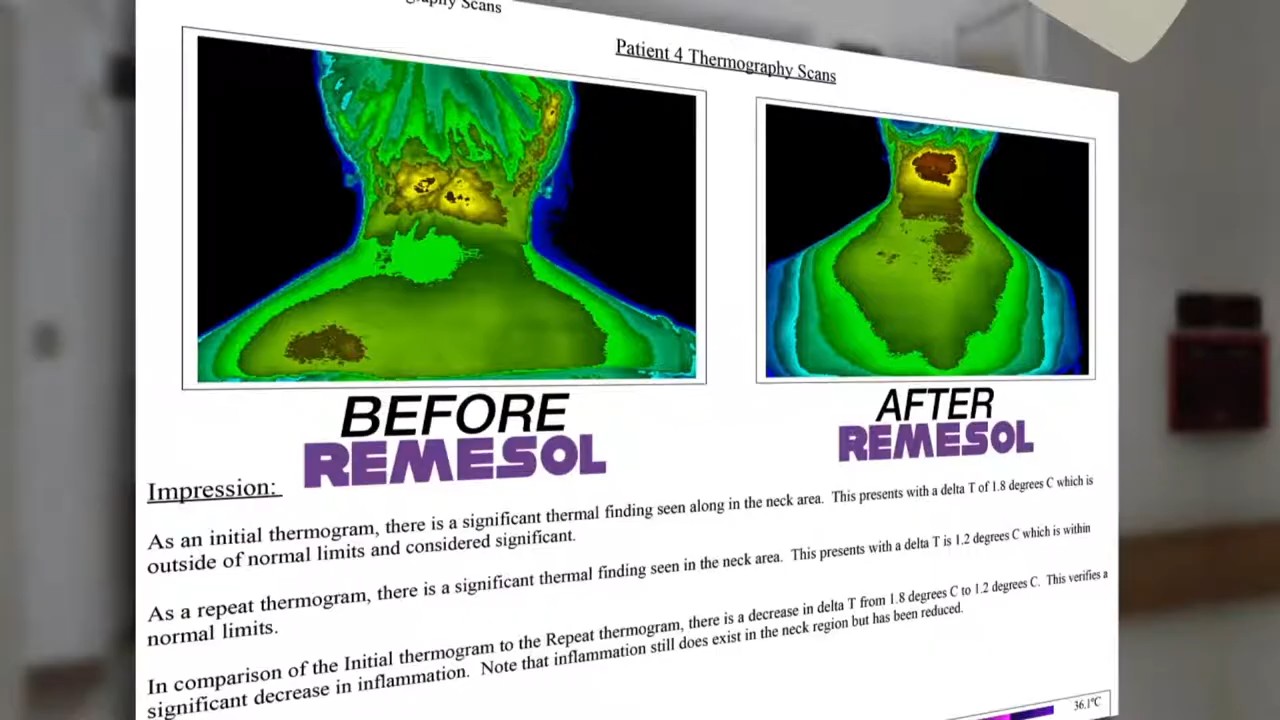 Scans
Patient 4 Thermography Scans
BEFORE
REMESOL
AFTER
REMESOL
Impression:
As an initial thermogram, there is a significant thermal finding seen along in the neck area. This presents with a delta T of 1.8 degrees C which is
outside of normal limits and considered significant.
As a repeat thermogram, there is a significant thermal finding seen in the neck area. This presents with a delta T is 1.2 degrees C which is within
normal limits.
In comparison of the Initial thermogram to the Repeat thermogram, there is a decrease in delta T from 1.8 degrees C to 1.2 degrees C. This verifies a
significant decrease in inflammation. Note that inflammation still does exist in the neck region but has been reduced.
36.1°C